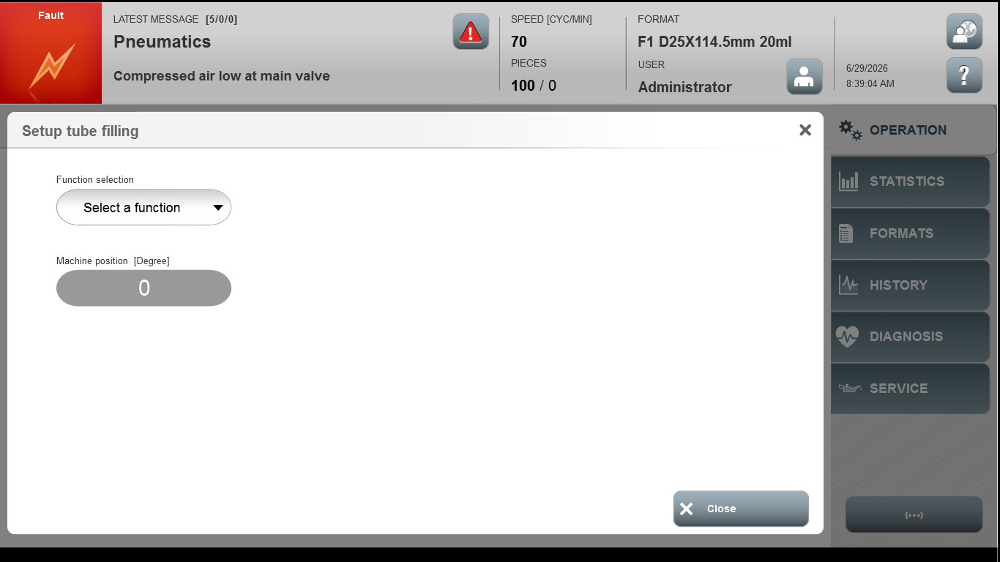 Fault
LATEST MESSAGE [5/0/0]
Pneumatics
Compressed air low at main valve
SPEED [CYC/MIN]
70
PIECES
100 / 0
FORMAT
F1 D25X114.5mm 20ml
USER
Administrator
6/29/2026
8:39:04 AM
?
Setup tube filling
Function selection
Select a function
Machine position [Degree]
0
Close
OPERATION
STATISTICS
FORMATS
HISTORY
DIAGNOSIS
SERVICE
(•••)